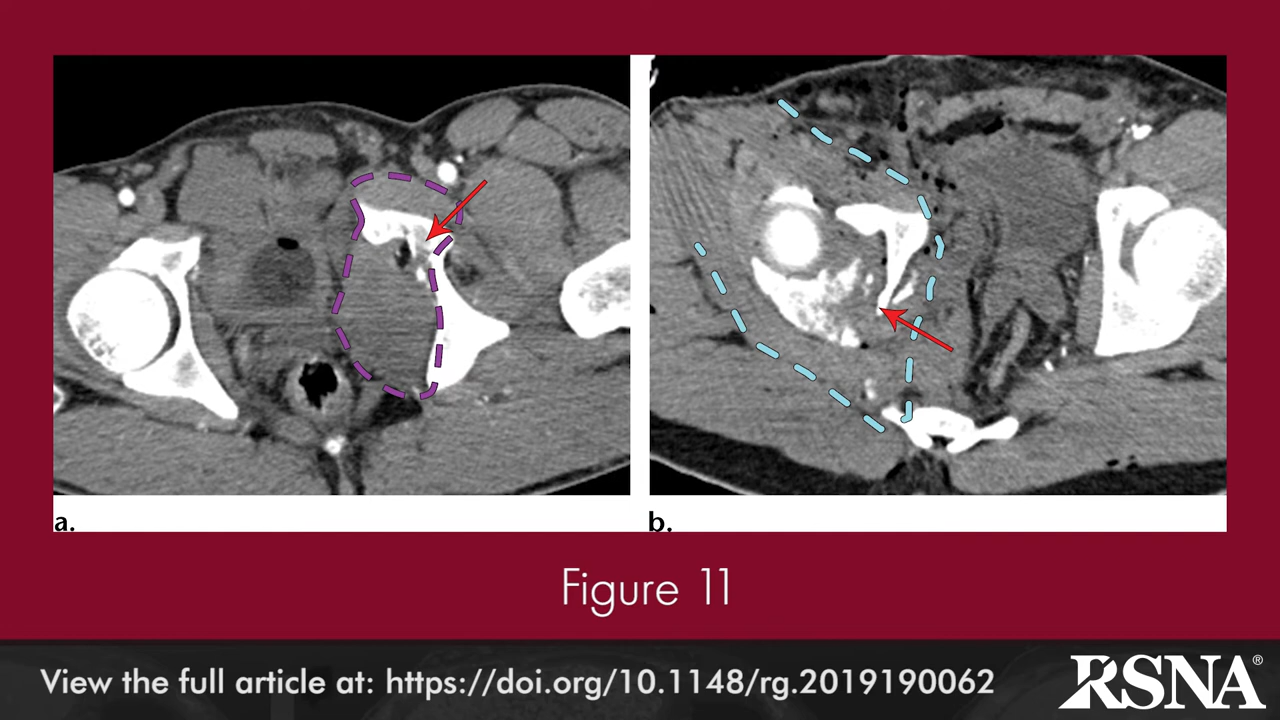 a.
b.
Figure 11
View the full article at: https://doi.org/10.1148/rg.2019190062
RSNA®